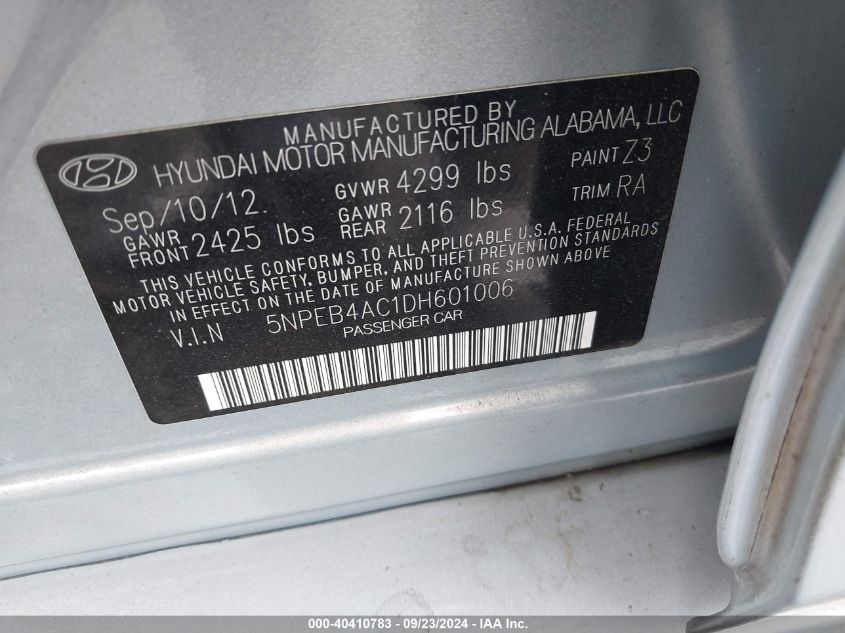 MANUFACTURED BY
HYUNDAI MOTOR MANUFACTURING ALABAMA, LLC
Sep/10/12. GVWR 4299 lbs PAINT Z3
GAWR FRONT 2425 lbs GAWR REAR 2116 lbs TRIM RA
THIS VEHICLE CONFORMS TO ALL APPLICABLE U.S.A. FEDERAL
MOTOR VEHICLE SAFETY, BUMPER, AND THEFT PREVENTION STANDARDS
IN EFFECT ON THE DATE OF MANUFACTURE SHOWN ABOVE.
V.I.N 5NPEB4AC1DH601006
PASSENGER CAR
000-40410783 - 09/23/2024 - IAA Inc.